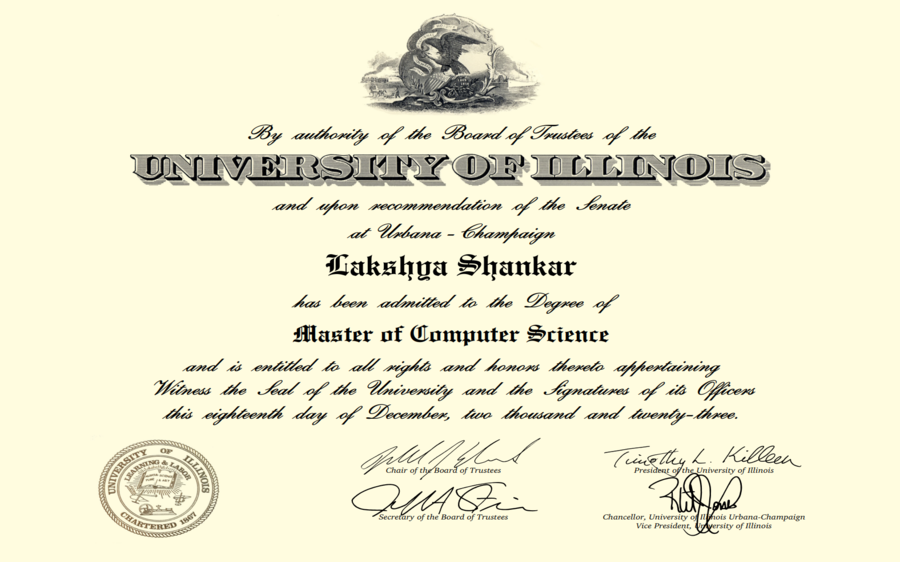 By authority of the Board of Trustees of the
UNIVERSITY OF ILLINOIS
and upon recommendation of the Senate
at Urbana - Champaign
Lakshya Shankar
has been admitted to the Degree of
Master of Computer Science
and is entitled to all rights and honors thereto appertaining
Witness the Seal of the University and the Signatures of its Officers
this eighteenth day of December, two thousand and twenty-three.
UNIVERSITY OF ILLINOIS
LEARNING & LABOR
CHARTERED 1867
Chair of the Board of Trustees
Timothy L. Killeen
President of the University of Illinois
Secretary of the Board of Trustees
Chancellor, University of Illinois Urbana-Champaign
Vice President, University of Illinois